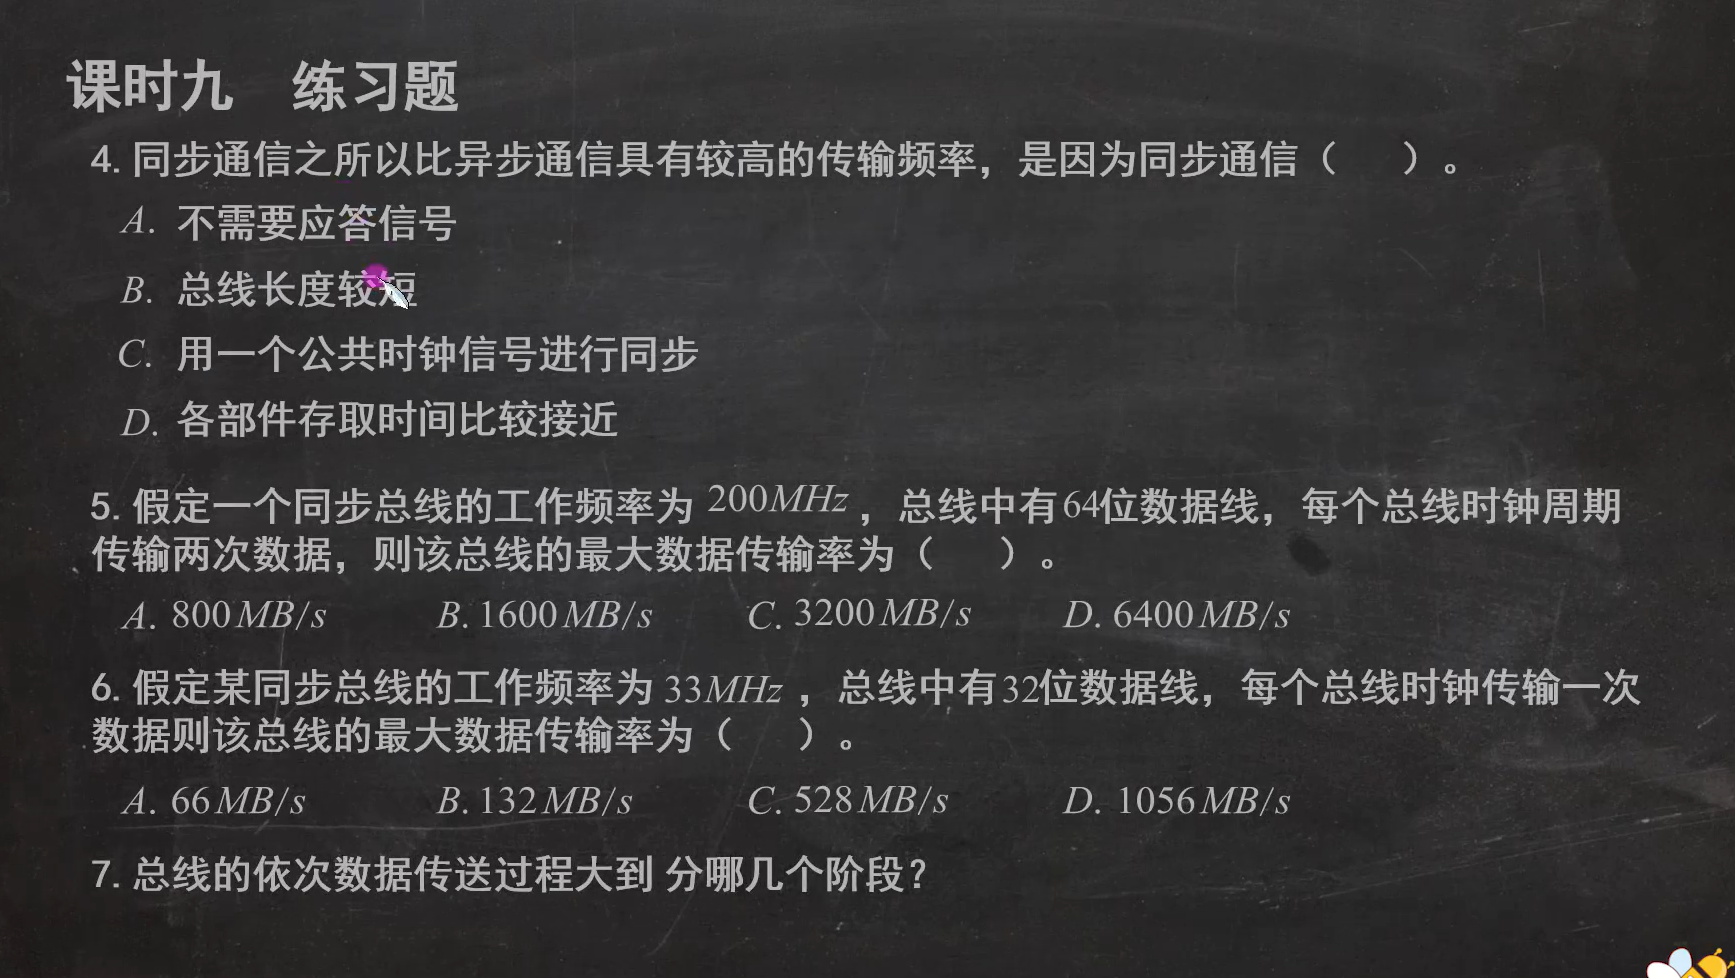 课时九 练习题
4. 同步通信之所以比异步通信具有较高的传输频率，是因为同步通信（ ）。
A. 不需要应答信号
B. 总线长度较短
C. 用一个公共时钟信号进行同步
D. 各部件存取时间比较接近
5. 假定一个同步总线的工作频率为 200MHz ，总线中有64位数据线，每个总线时钟周期
传输两次数据，则该总线的最大数据传输率为（ ）。
A. 800MB/s B. 1600MB/s C. 3200MB/s D. 6400MB/s
6. 假定某同步总线的工作频率为 33MHz ，总线中有32位数据线，每个总线时钟传输一次
数据则该总线的最大数据传输率为（ ）。
A. 66MB/s B. 132MB/s C. 528MB/s D. 1056MB/s
7. 总线的依次数据传送过程大到 分哪几个阶段？